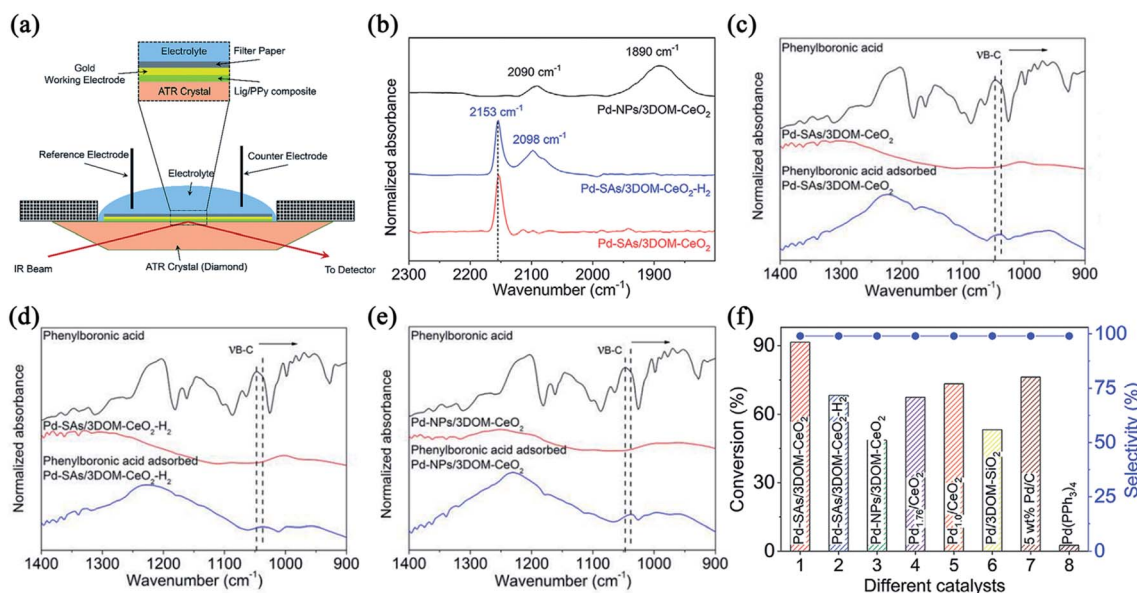 (a)
Electrolyte
Filter Paper
Gold
Working Electrode
ATR Crystal
Lig/PPy composite
Reference Electrode
Counter Electrode
Electrolyte
IR Beam
ATR Crystal (Diamond)
To Detector
(b)
Normalized absorbance
1890 cm⁻¹
2090 cm⁻¹
Pd-NPs/3DOM-CeO₂
2153 cm⁻¹
2098 cm⁻¹
Pd-SAs/3DOM-CeO₂-H₂
Pd-SAs/3DOM-CeO₂
2300 2200 2100 2000 1900
Wavenumber (cm⁻¹)
(c)
Normalized absorbance
Phenylboronic acid
νB-C
Pd-SAs/3DOM-CeO₂
Phenylboronic acid adsorbed
Pd-SAs/3DOM-CeO₂
1400 1300 1200 1100 1000 900
Wavenumber (cm⁻¹)
(d)
Normalized absorbance
Phenylboronic acid
νB-C
Pd-SAs/3DOM-CeO₂-H₂
Phenylboronic acid adsorbed
Pd-SAs/3DOM-CeO₂-H₂
1400 1300 1200 1100 1000 900
Wavenumber (cm⁻¹)
(e)
Normalized absorbance
Phenylboronic acid
νB-C
Pd-NPs/3DOM-CeO₂
Phenylboronic acid adsorbed
Pd-NPs/3DOM-CeO₂
1400 1300 1200 1100 1000 900
Wavenumber (cm⁻¹)
(f)
Conversion (%)
90
60
30
0
Pd-SAs/3DOM-CeO₂
Pd-SAs/3DOM-CeO₂-H₂
Pd-NPs/3DOM-CeO₂
Pd₁.₇₆/CeO₂
Pd₁.₀/CeO₂
Pd/3DOM-SiO₂
5 wt% Pd/C
Pd(PPh₃)₄
100
75
50
25
0
Selectivity (%)
1 2 3 4 5 6 7 8
Different catalysts